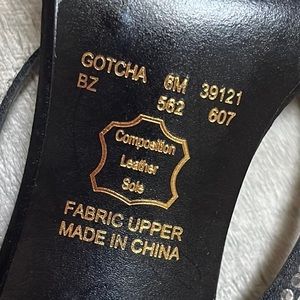 GOTCHA 6M 39121
BZ 562 607
Composition
Leather
Sole
FABRIC UPPER
MADE IN CHINA